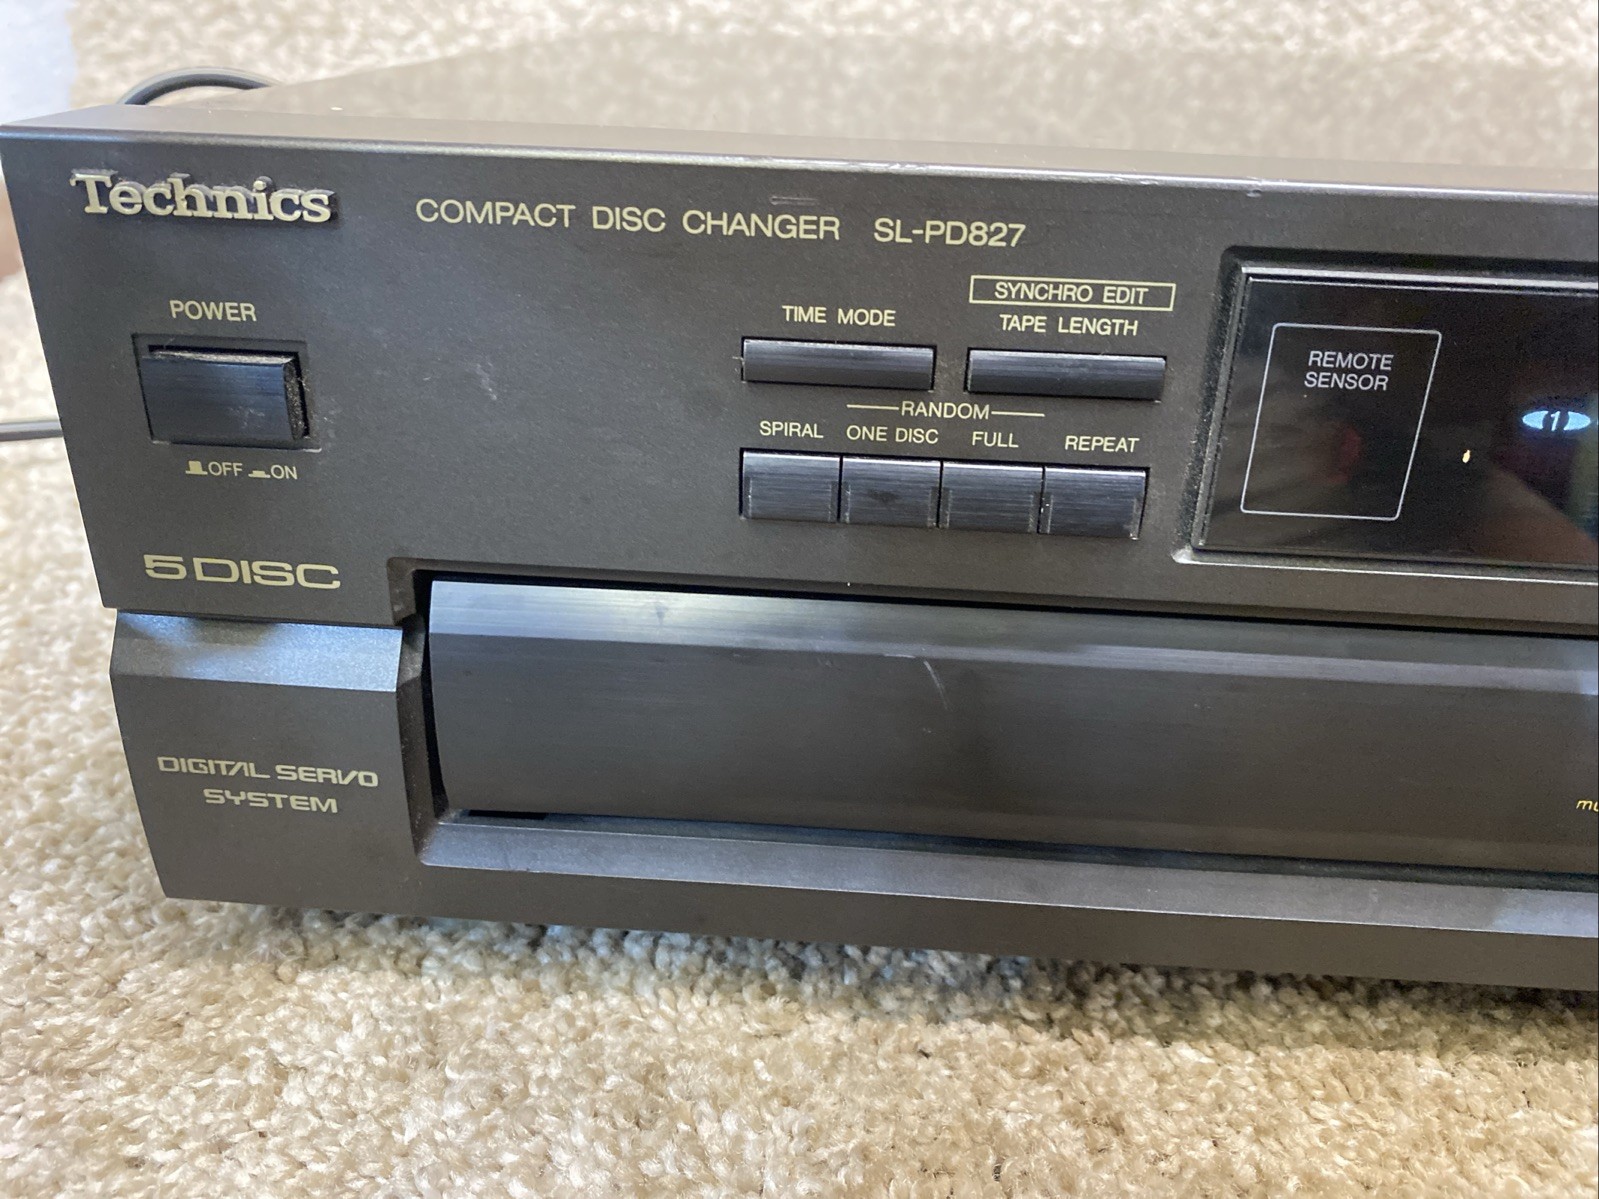 Technics
COMPACT DISC CHANGER SL-PD827
POWER
OFF ON
TIME MODE
SYNCHRO EDIT
TAPE LENGTH
RANDOM
SPIRAL ONE DISC FULL REPEAT
REMOTE
SENSOR
1
5 DISC
DIGITAL SERVO
SYSTEM